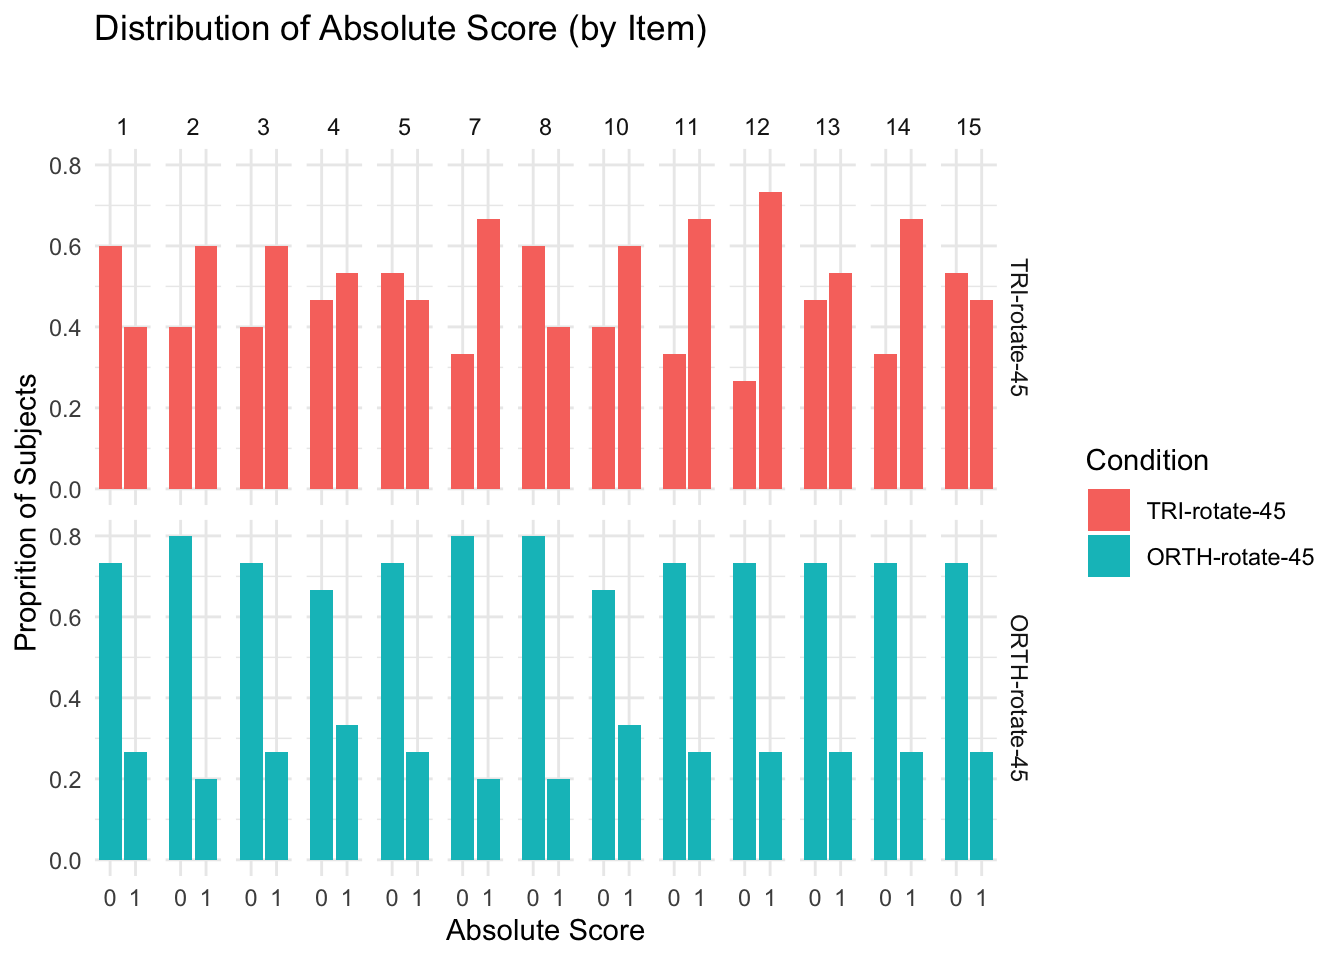 Distribution of Absolute Score (by Item)
1 2 3 4 5 7 8 10 11 12 13 14 15
0.8
0.6
0.4
0.2
0.0
TRI-rotate-45
0.8
0.6
0.4
0.2
0.0
ORTH-rotate-45
Proprition of Subjects
0 1 0 1 0 1 0 1 0 1 0 1 0 1 0 1 0 1 0 1 0 1 0 1 0 1
Absolute Score
Condition
TRI-rotate-45
ORTH-rotate-45